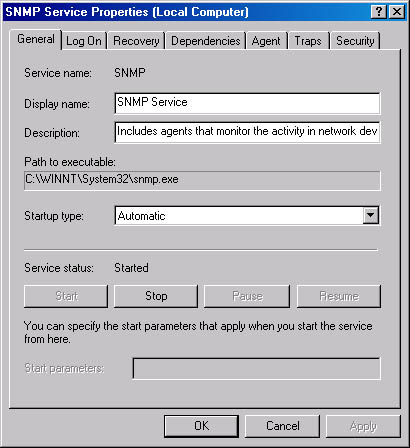 SNMP Service Properties (Local Computer)
General Log On Recovery Dependencies Agent Traps Security
Service name: SNMP
Display name: SNMP Service
Description: Includes agents that monitor the activity in network dev
Path to executable:
C:\WINNT\System32\snmp.exe
Startup type: Automatic
Service status: Started
Start Stop Pause Resume
You can specify the start parameters that apply when you start the service
from here.
Start parameters:
OK Cancel Apply